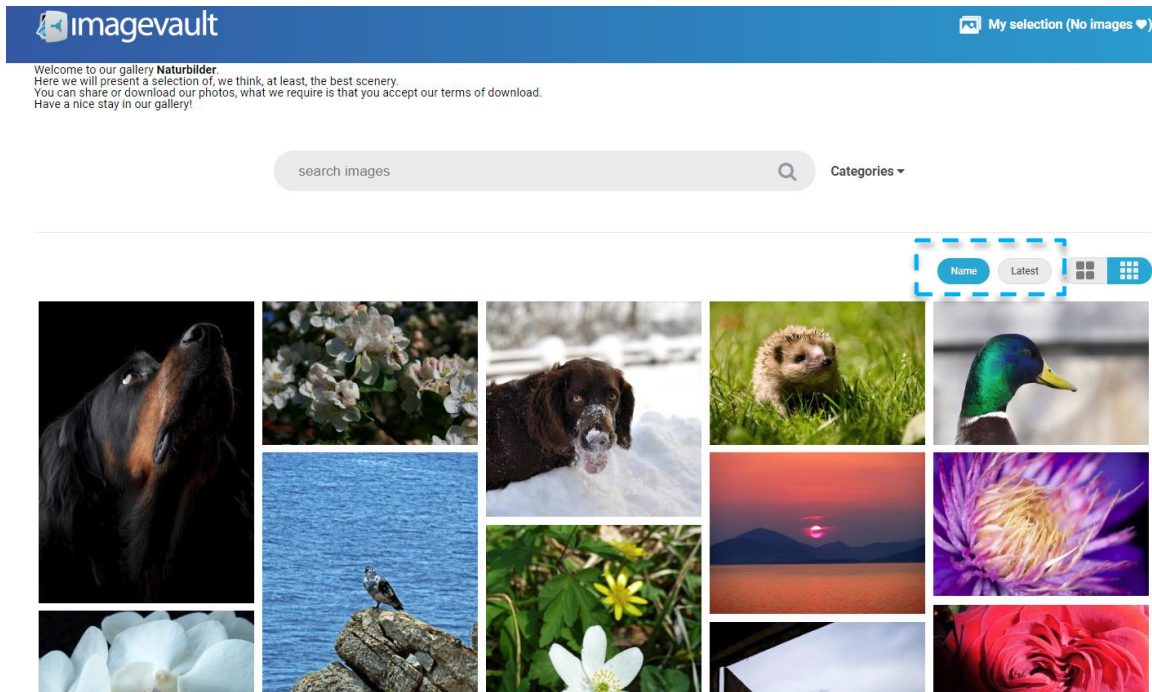 imagevault
My selection (No images ♥)
Welcome to our gallery Naturbilder.
Here we will present a selection of, we think, at least, the best scenery.
You can share or download our photos, what we require is that you accept our terms of download.
Have a nice stay in our gallery!
search images
Categories
Name
Latest